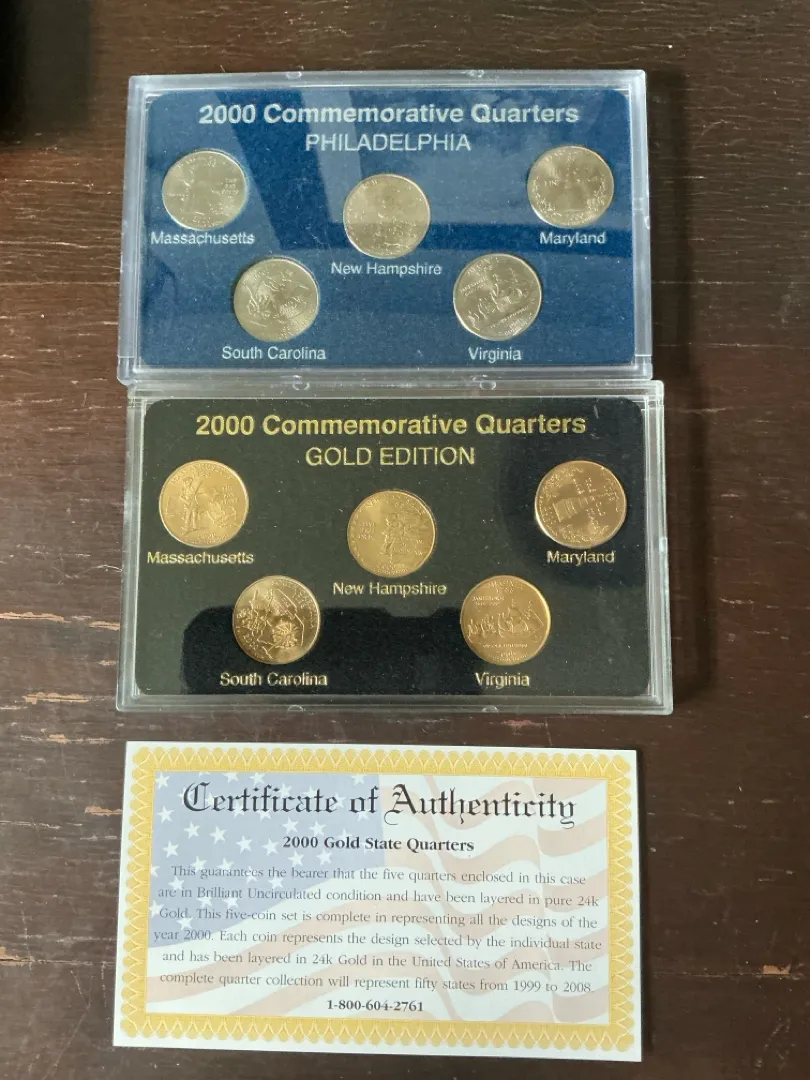 2000 Commemorative Quarters
PHILADELPHIA
Massachusetts
New Hampshire
Maryland
South Carolina
Virginia
2000 Commemorative Quarters
GOLD EDITION
Massachusetts
New Hampshire
Maryland
South Carolina
Virginia
Certificate of Authenticity
2000 Gold State Quarters
This guarantees the bearer that the five quarters enclosed in this case
are in Brilliant Uncirculated condition and have been layered in pure 24k
Gold. This five-coin set is complete in representing all the designs of the
year 2000. Each coin represents the design selected by the individual state
and has been layered in 24k Gold in the United States of America. The
complete quarter collection will represent fifty states from 1999 to 2008.
1-800-604-2761